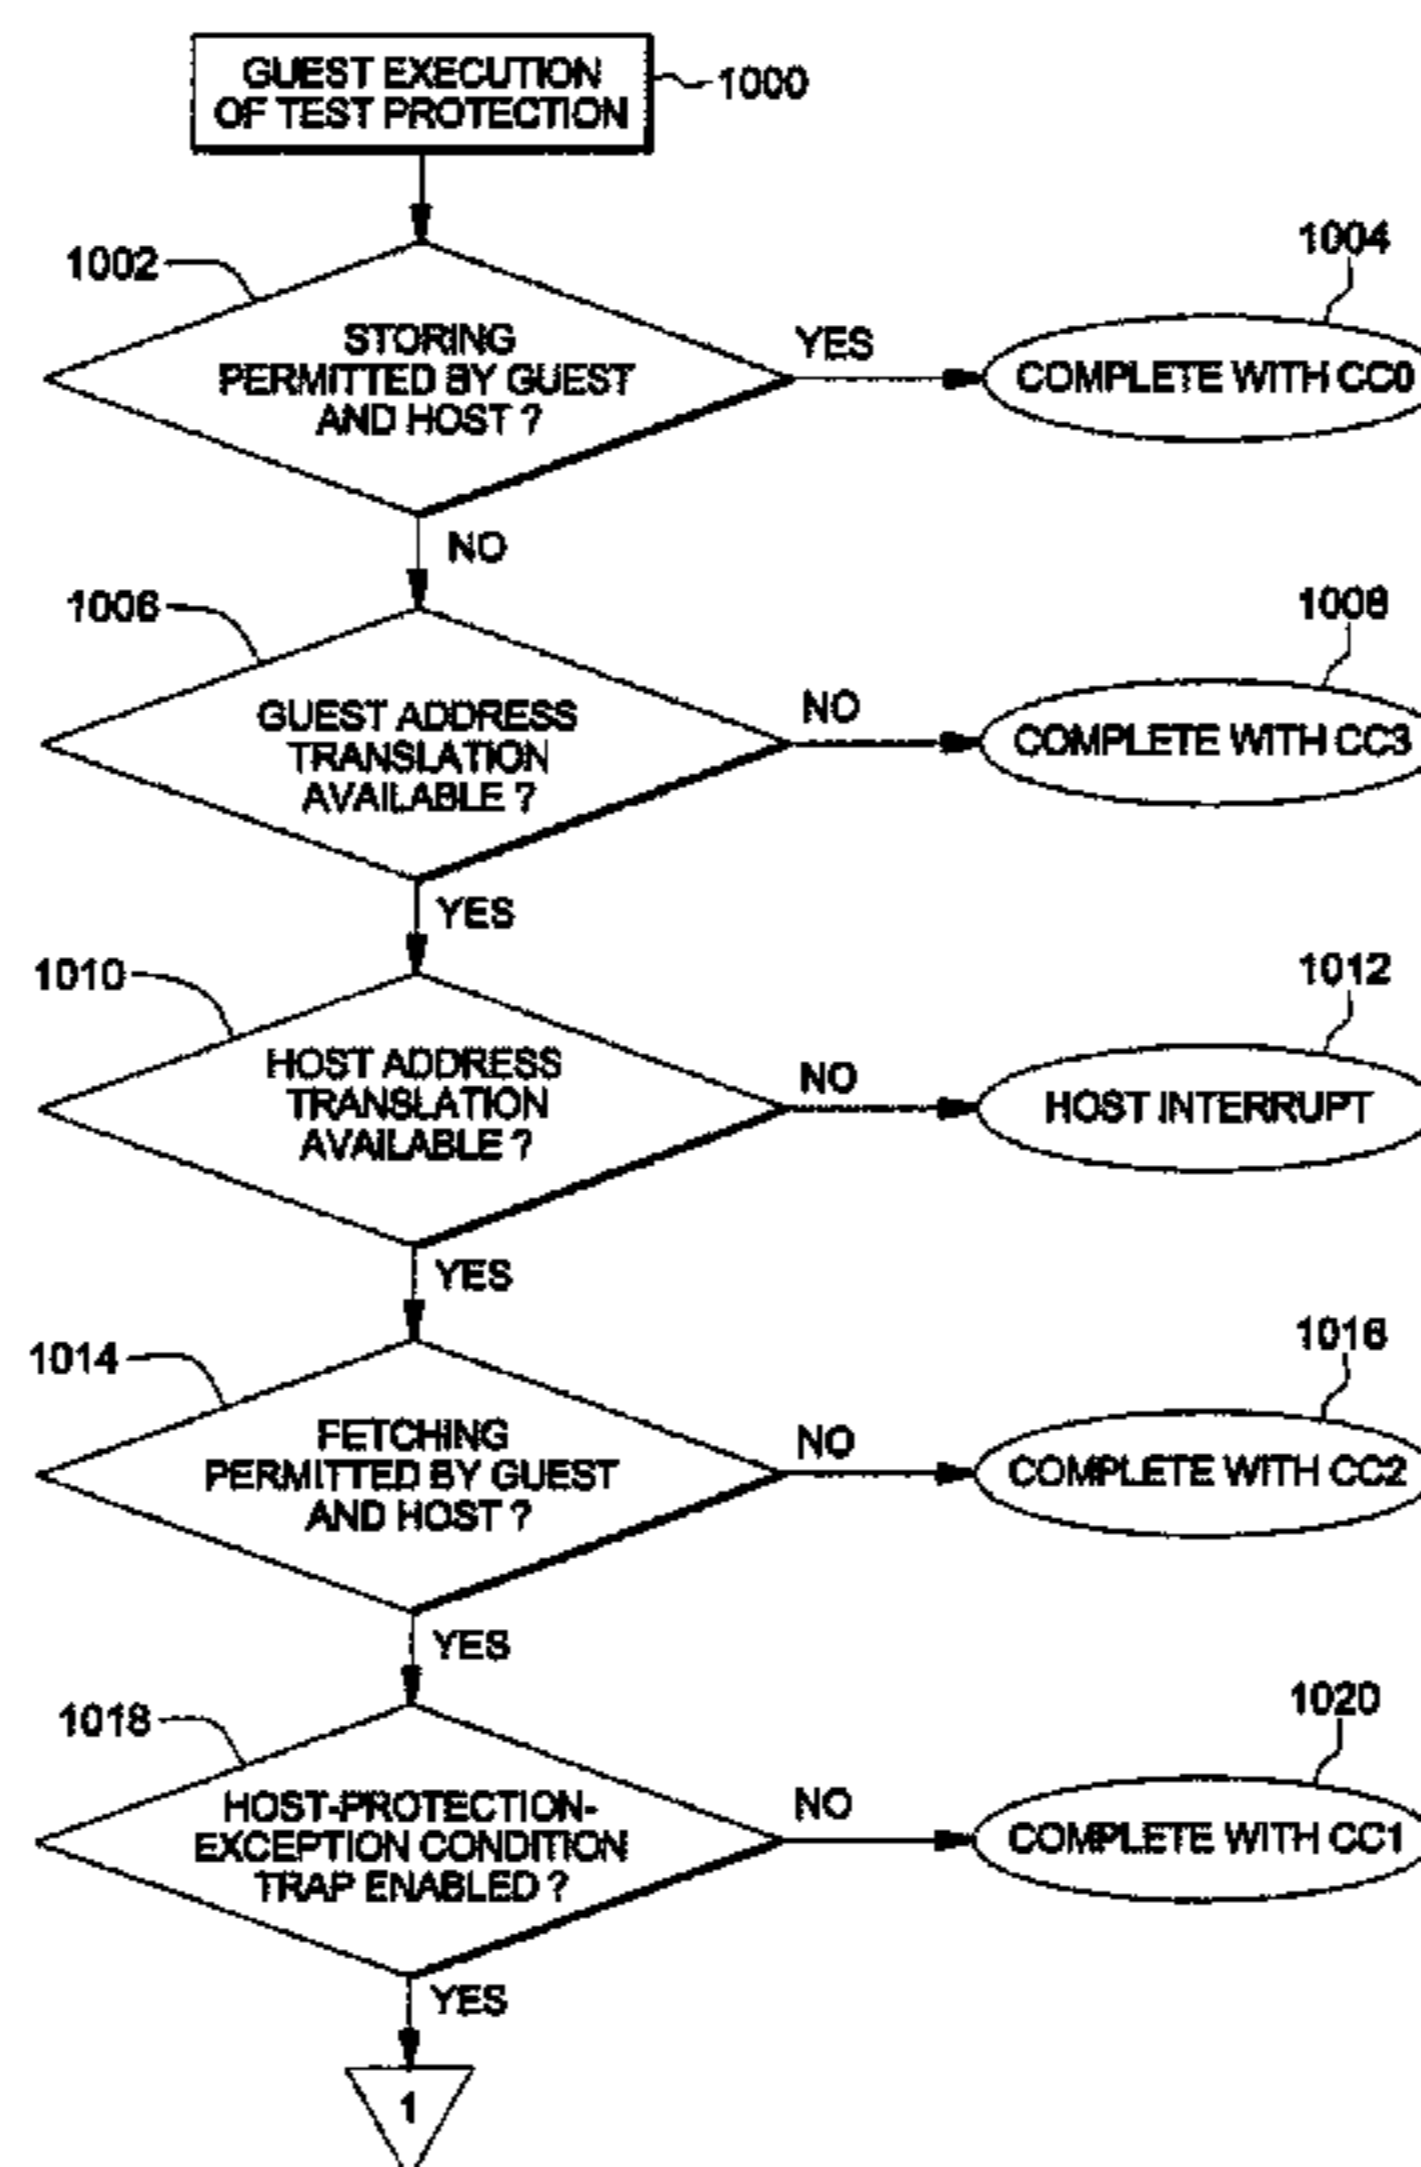 GUEST EXECUTION
OF TEST PROTECTION
1000
1002
STORING
PERMITTED BY GUEST
AND HOST ?
YES
1004
COMPLETE WITH CC0
NO
1006
GUEST ADDRESS
TRANSLATION
AVAILABLE ?
NO
1008
COMPLETE WITH CC3
YES
1010
HOST ADDRESS
TRANSLATION
AVAILABLE ?
NO
1012
HOST INTERRUPT
YES
1014
FETCHING
PERMITTED BY GUEST
AND HOST ?
NO
1016
COMPLETE WITH CC2
YES
1018
HOST-PROTECTION-
EXCEPTION CONDITION
TRAP ENABLED ?
NO
1020
COMPLETE WITH CC1
YES
1